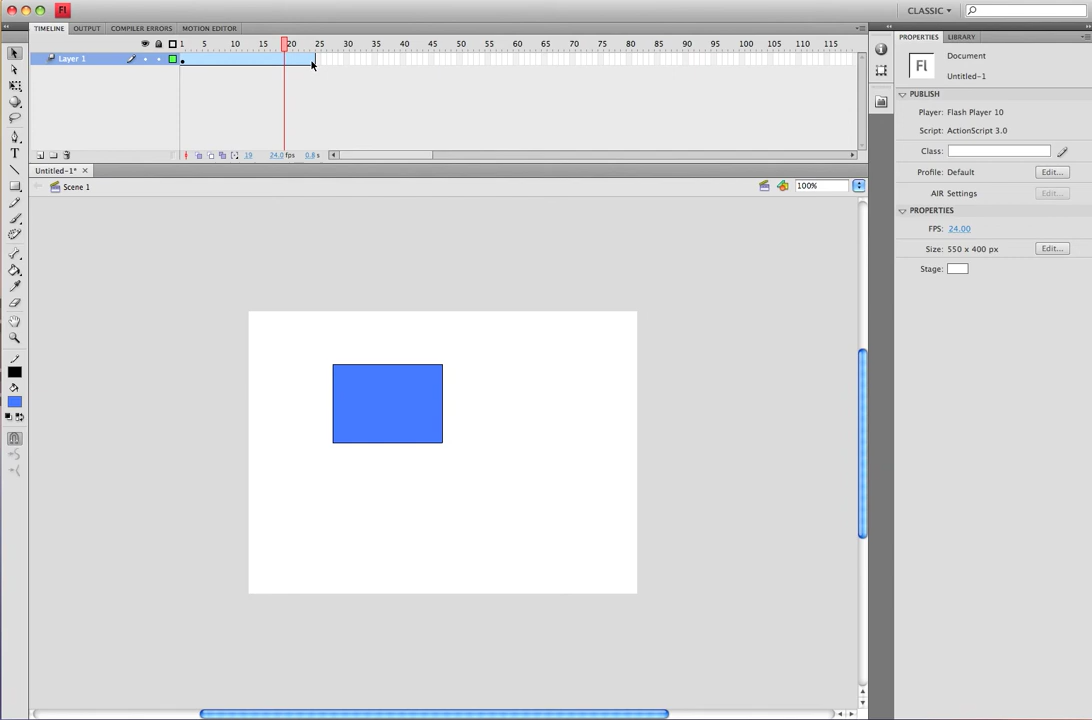 Fl
CLASSIC
TIMELINE OUTPUT COMPILER ERRORS MOTION EDITOR
PROPERTIES LIBRARY
1 5 10 15 20 25 30 35 40 45 50 55 60 65 70 75 80 85 90 95 100 105 110 115
Layer 1
Fl
Document
Untitled-1
PUBLISH
Player: Flash Player 10
Script: ActionScript 3.0
Class:
19 24.0 fps 0.8 s
T
Untitled-1*
Profile: Default Edit...
Scene 1
100%
AIR Settings Edit...
PROPERTIES
FPS: 24.00
Size: 550 x 400 px Edit...
Stage: